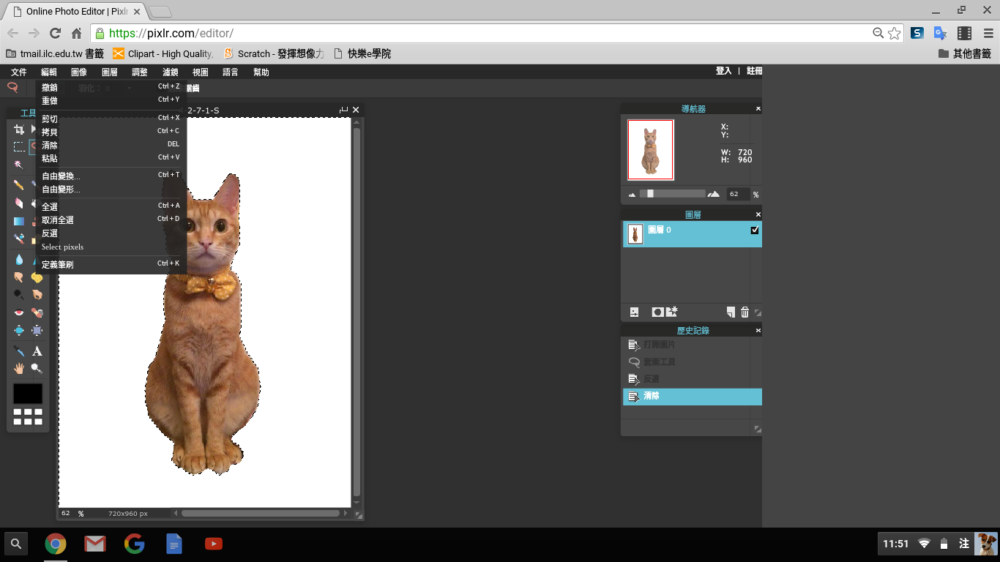 Online Photo Editor | Pixlr
https://pixlr.com/editor/
tmail.ilc.edu.tw 書籤
Clipart - High Quality,
Scratch - 發揮想像力
快樂e學院
其他書籤
文件 編輯 圖像 圖層 調整 濾鏡 視圖 語言 幫助
登入 | 註冊
羽化： 0
鋸齒
撤銷 Ctrl + Z
重做 Ctrl + Y
剪切 Ctrl + X
拷貝 Ctrl + C
清除 DEL
粘貼 Ctrl + V
自由變換... Ctrl + T
自由變形...
全選 Ctrl + A
取消全選 Ctrl + D
反選
Select pixels
定義筆刷 Ctrl + K
工具
2-7-1-S
62 %
720x960 px
導航器
X:
Y:
W: 720
H: 960
62 %
圖層
圖層 0
歷史記錄
打開圖片
套索工具
反選
清除
11:51
注